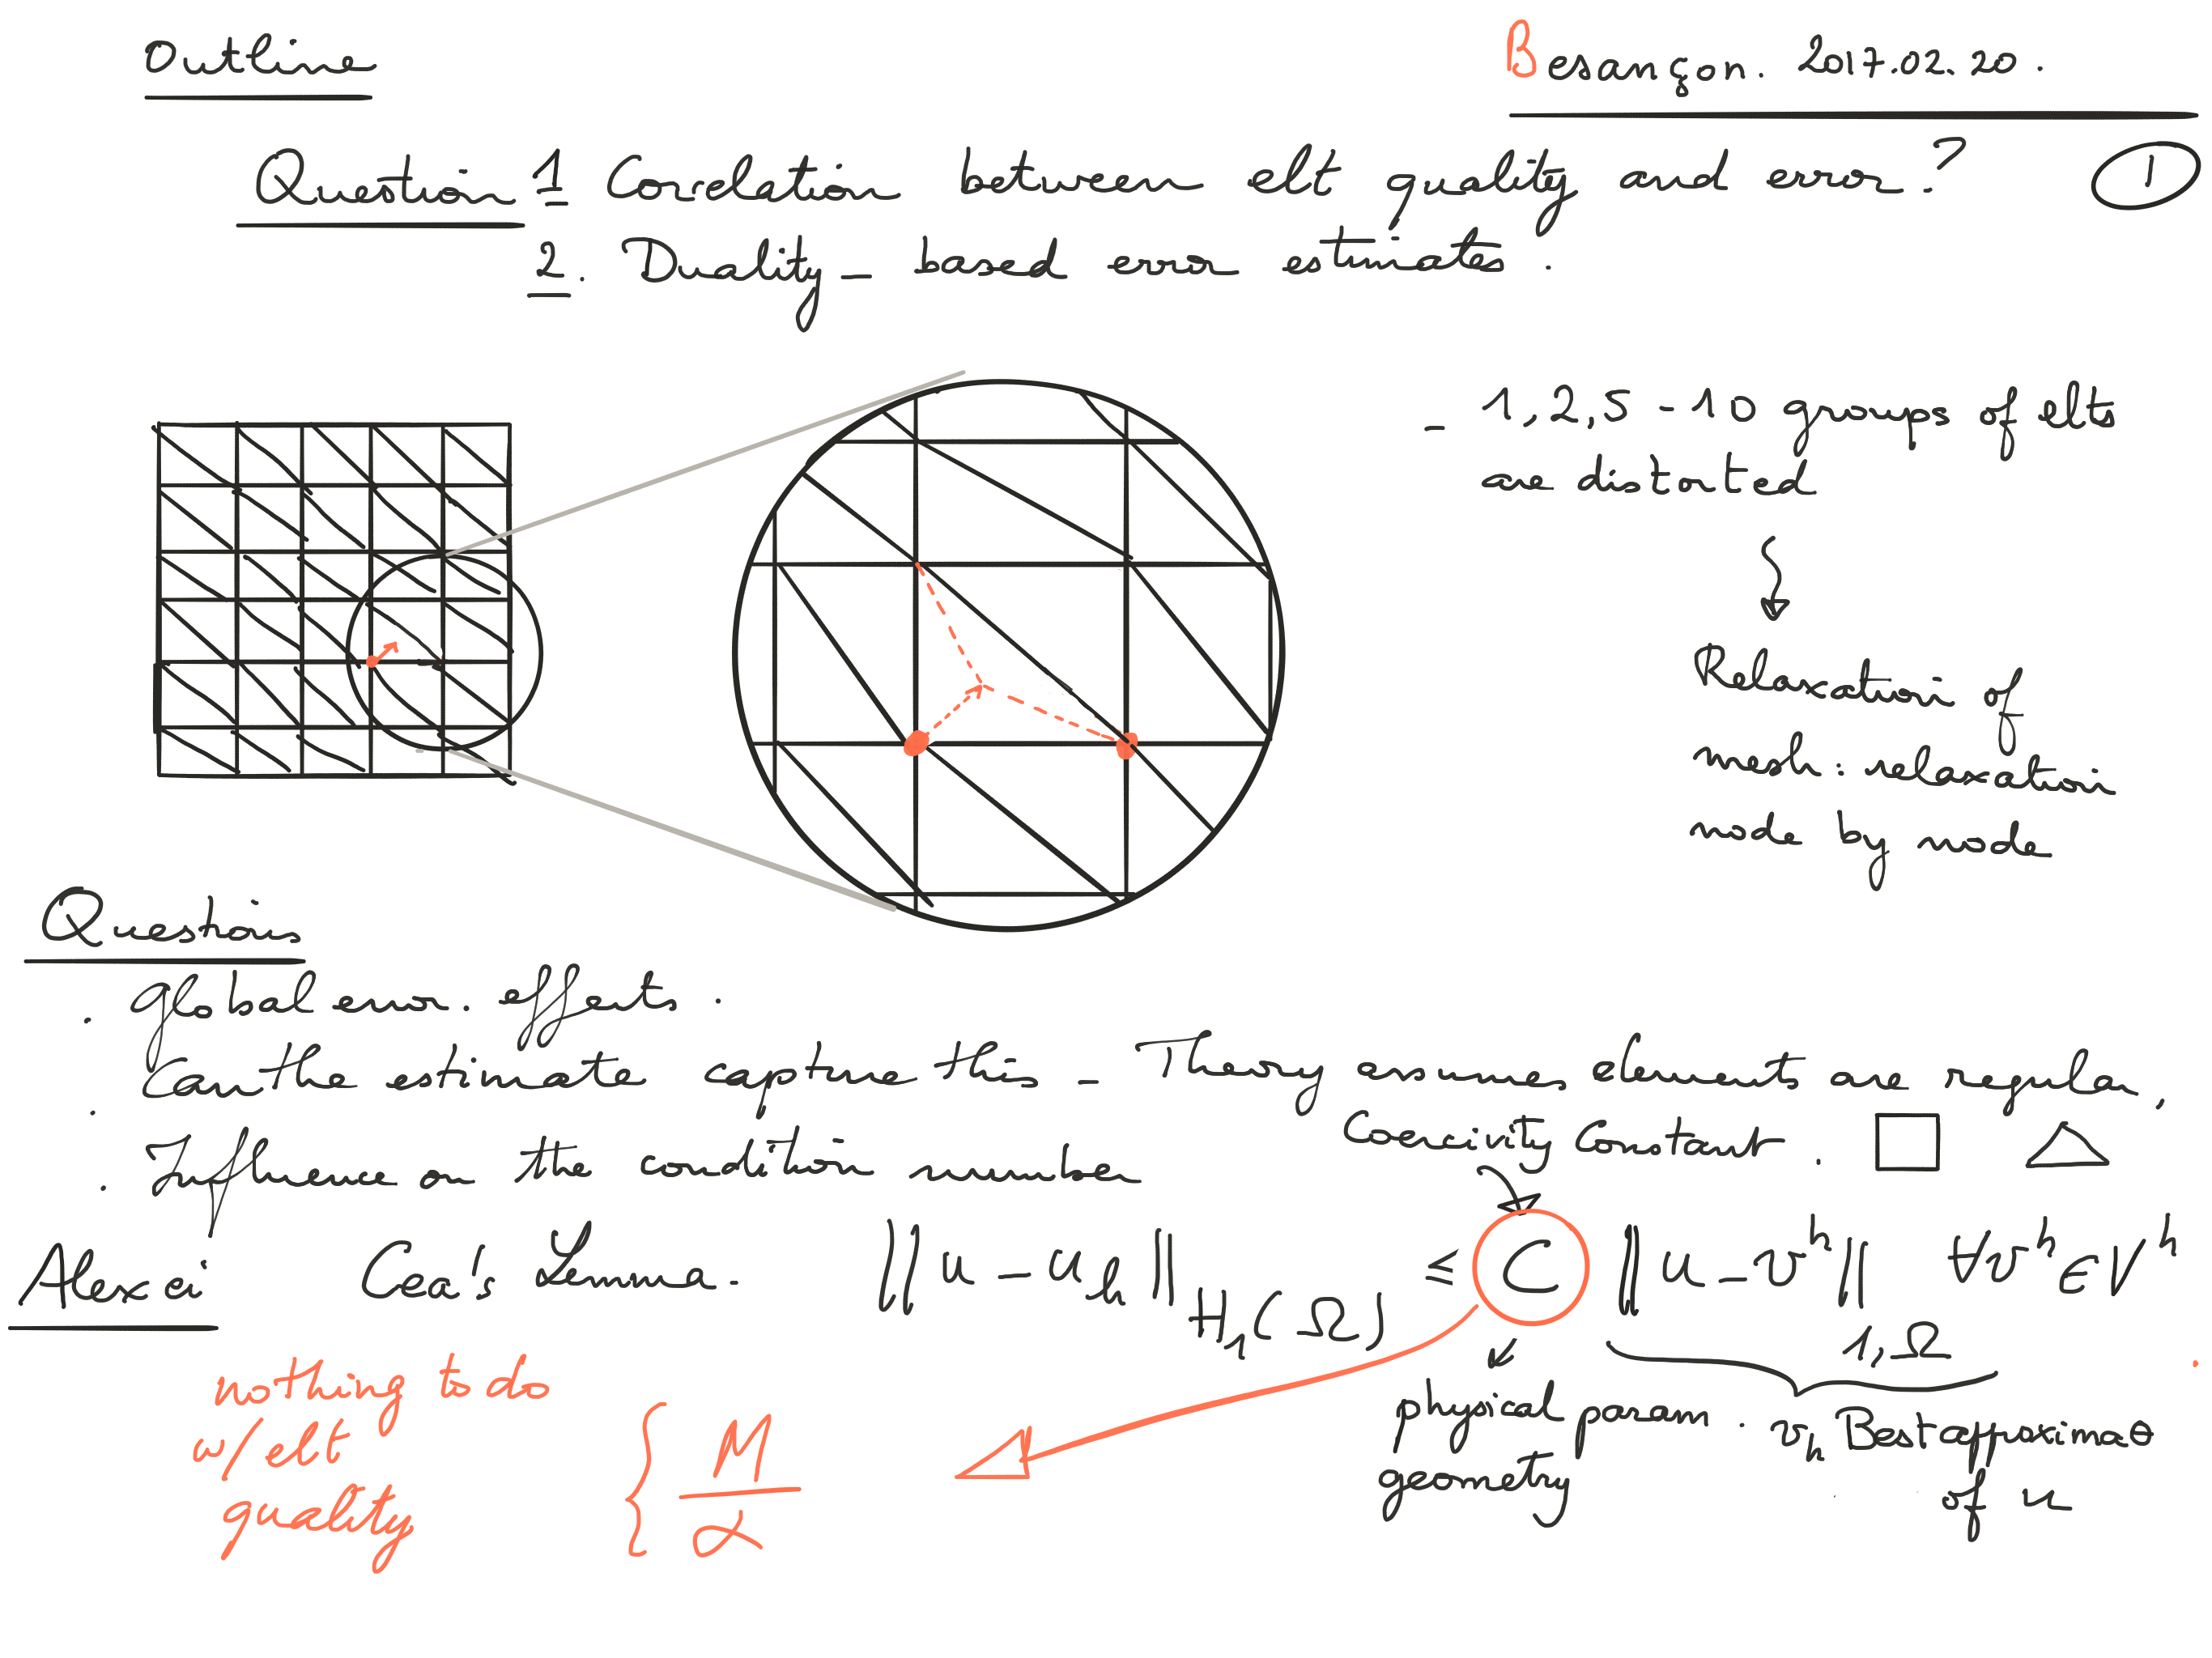 Outline
Besançon. 2017.02.20.
Question 1 Correlation between elt quality and error?
1
2. Duality-based error estimates.
- 1, 2, 5 - 10 groups of elts
are distorted
Relaxation of
mesh: relaxation
node by node
Questions
. global error. effect.
. Can the estimate capture this - Theory assumes elements are regular,
. Influence on the condition number
Coercivity Constant.
Alexei Cea's Lemma - ‖u - u_h‖_{H_1(Ω)} ≤ C ‖u - v^h‖_{1,Ω} ∀v^h ∈ V^h
nothing to do
w/ elt
quality
{ M/α
physical param.
geometry
v_h Best approximat
of u